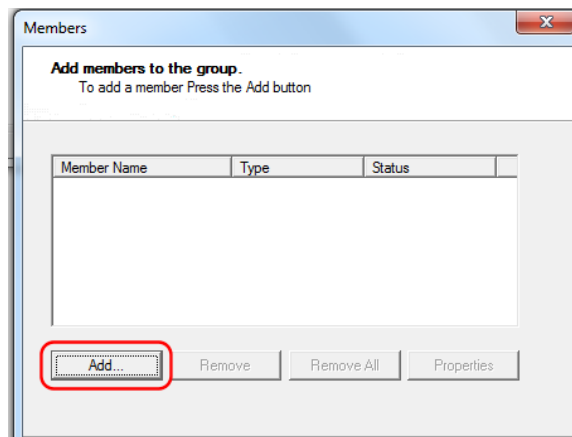 Members
Add members to the group.
To add a member Press the Add button
Member Name Type Status
Add... Remove Remove All Properties